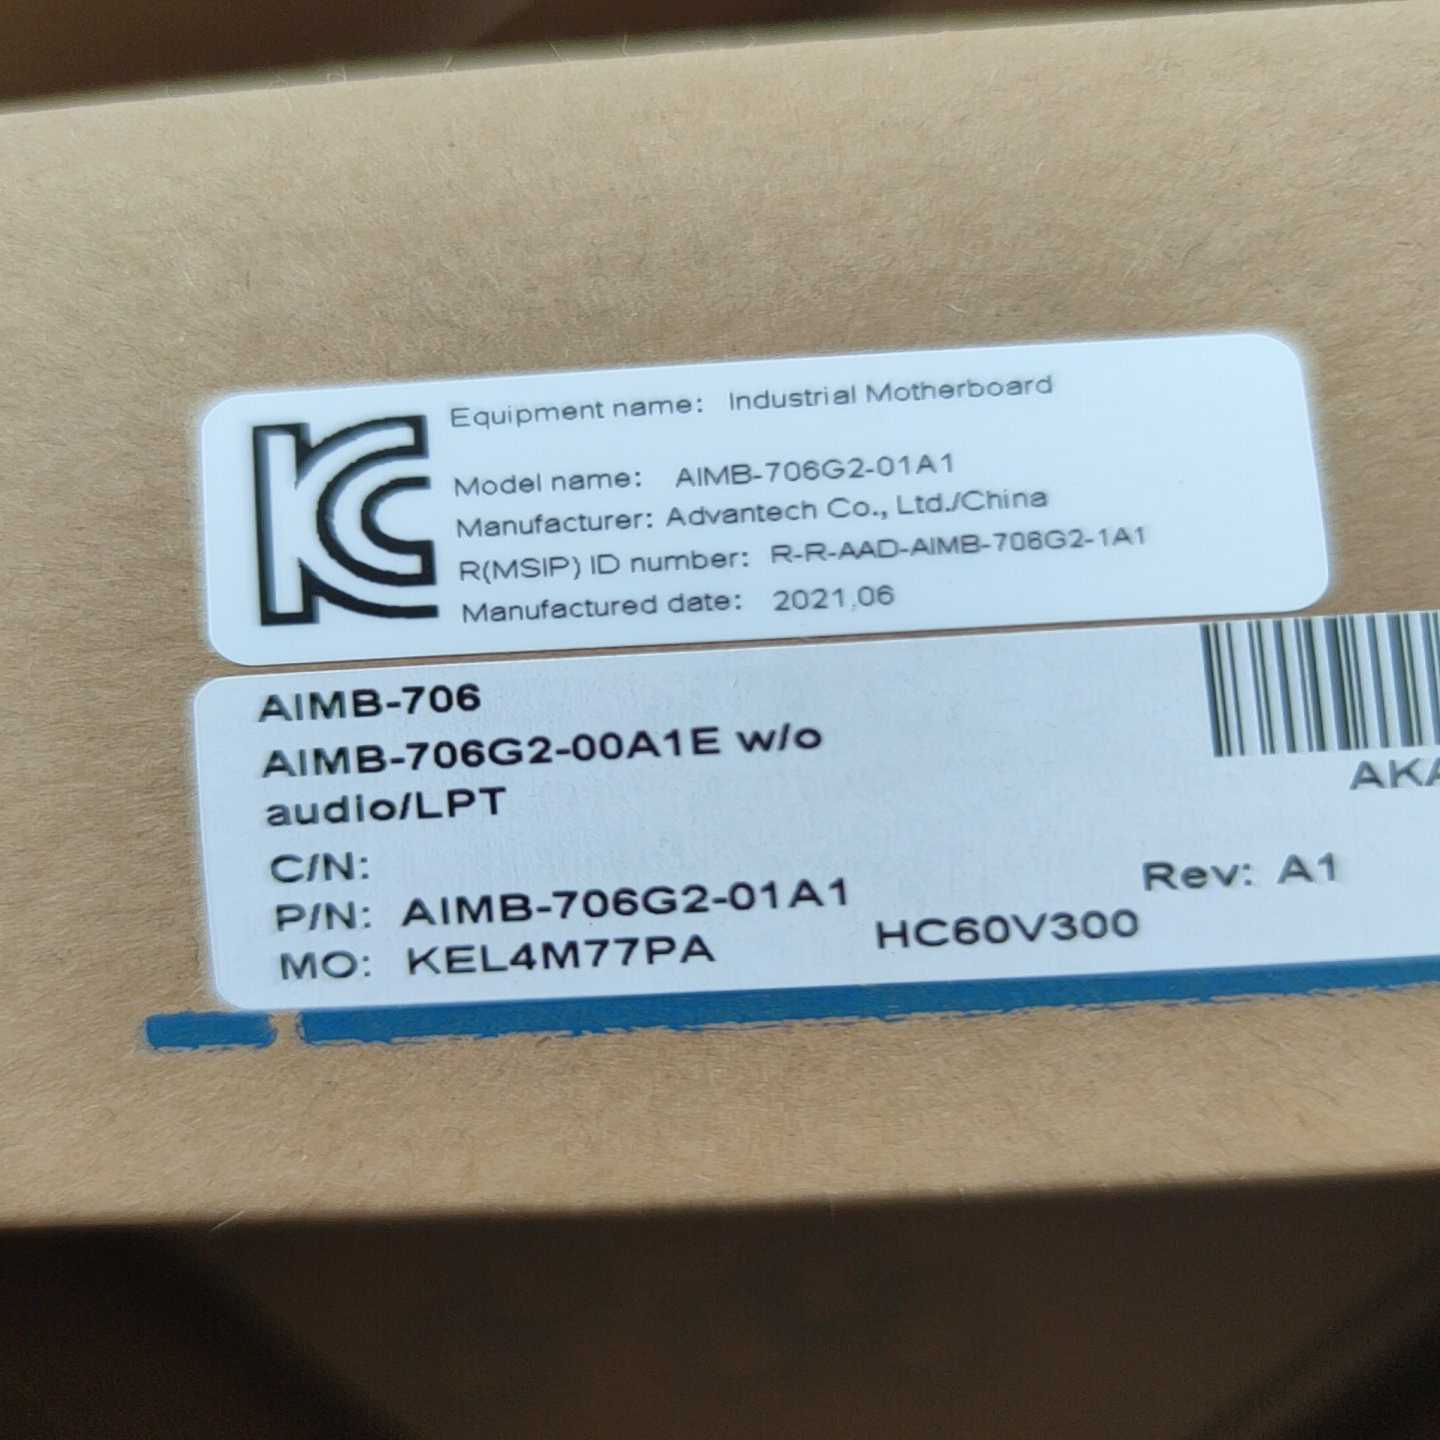 KC
Equipment name: Industrial Motherboard
Model name: AIMB-706G2-01A1
Manufacturer: Advantech Co., Ltd./China
R(MSIP) ID number: R-R-AAD-AIMB-706G2-1A1
Manufactured date: 2021.06
AIMB-706
AIMB-706G2-00A1E w/o
audio/LPT
C/N:
P/N: AIMB-706G2-01A1
MO: KEL4M77PA HC60V300
Rev: A1